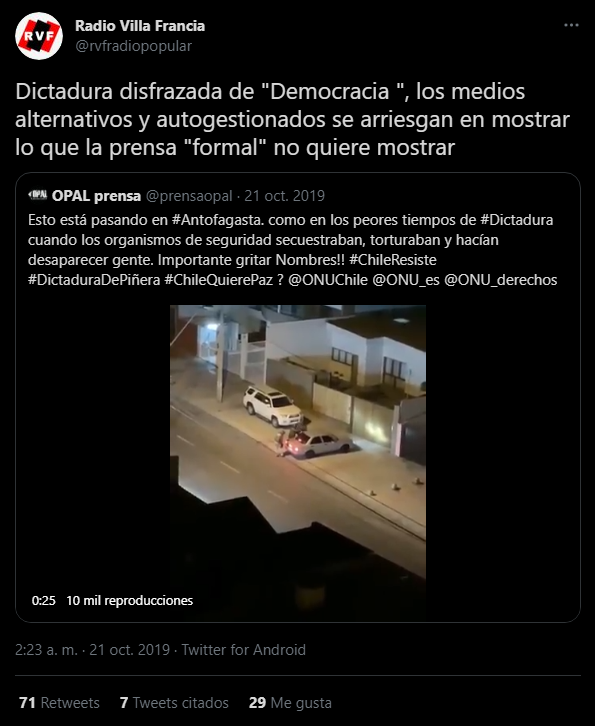 RVF
Radio Villa Francia
@rvfradiopopular
Dictadura disfrazada de "Democracia ", los medios
alternativos y autogestionados se arriesgan en mostrar
lo que la prensa "formal" no quiere mostrar
OPAL
OPAL prensa @prensaopal · 21 oct. 2019
Esto está pasando en #Antofagasta. como en los peores tiempos de #Dictadura
cuando los organismos de seguridad secuestraban, torturaban y hacían
desaparecer gente. Importante gritar Nombres!! #ChileResiste
#DictaduraDePiñera #ChileQuierePaz ? @ONUChile @ONU_es @ONU_derechos
0:25 10 mil reproducciones
2:23 a. m. · 21 oct. 2019 · Twitter for Android
71 Retweets 7 Tweets citados 29 Me gusta